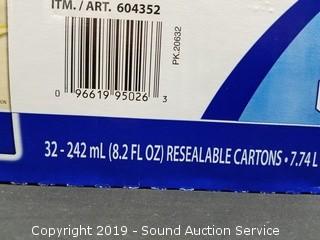 ITM./ART. 604352
PK.20632
0 96619 95026 3
32 - 242 mL (8.2 FL OZ) RESEALABLE CARTONS • 7.74 L
Copyright 2019 - Sound Auction Service